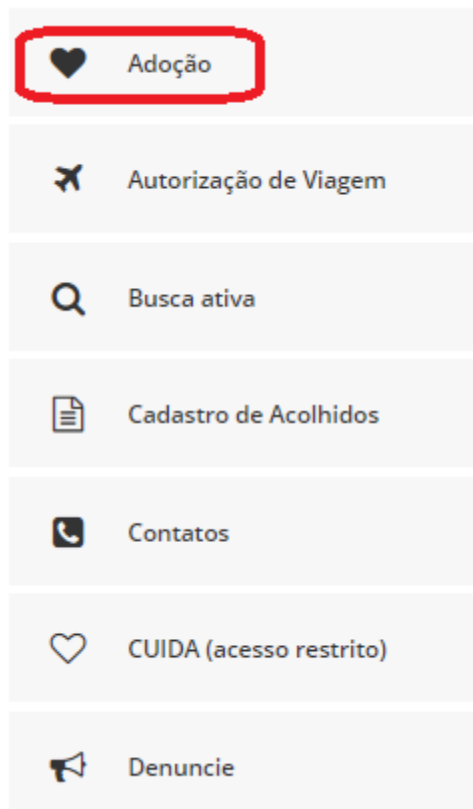 Adoção
Autorização de Viagem
Busca ativa
Cadastro de Acolhidos
Contatos
CUIDA (acesso restrito)
Denuncie